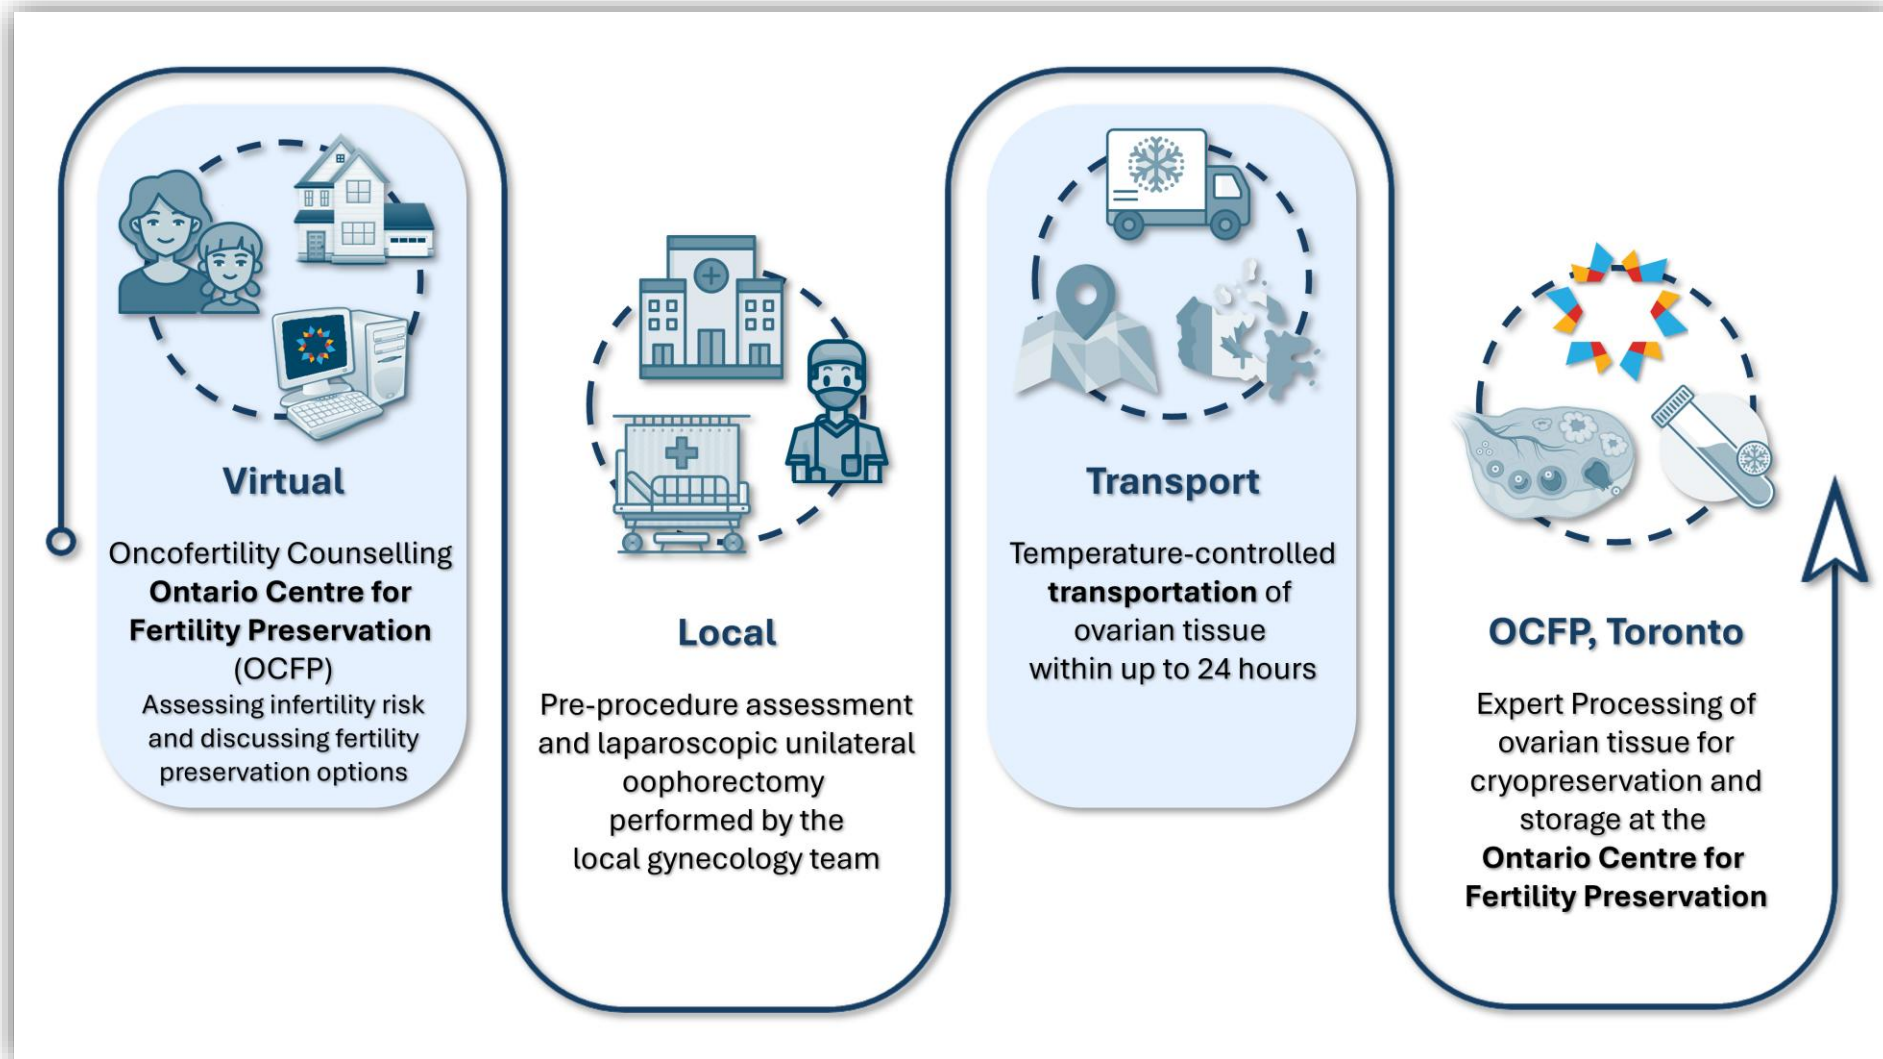 Virtual
Oncofertility Counselling
Ontario Centre for
Fertility Preservation
(OCFP)
Assessing infertility risk
and discussing fertility
preservation options
Local
Pre-procedure assessment
and laparoscopic unilateral
oophorectomy
performed by the
local gynecology team
Transport
Temperature-controlled
transportation of
ovarian tissue
within up to 24 hours
OCFP, Toronto
Expert Processing of
ovarian tissue for
cryopreservation and
storage at the
Ontario Centre for
Fertility Preservation